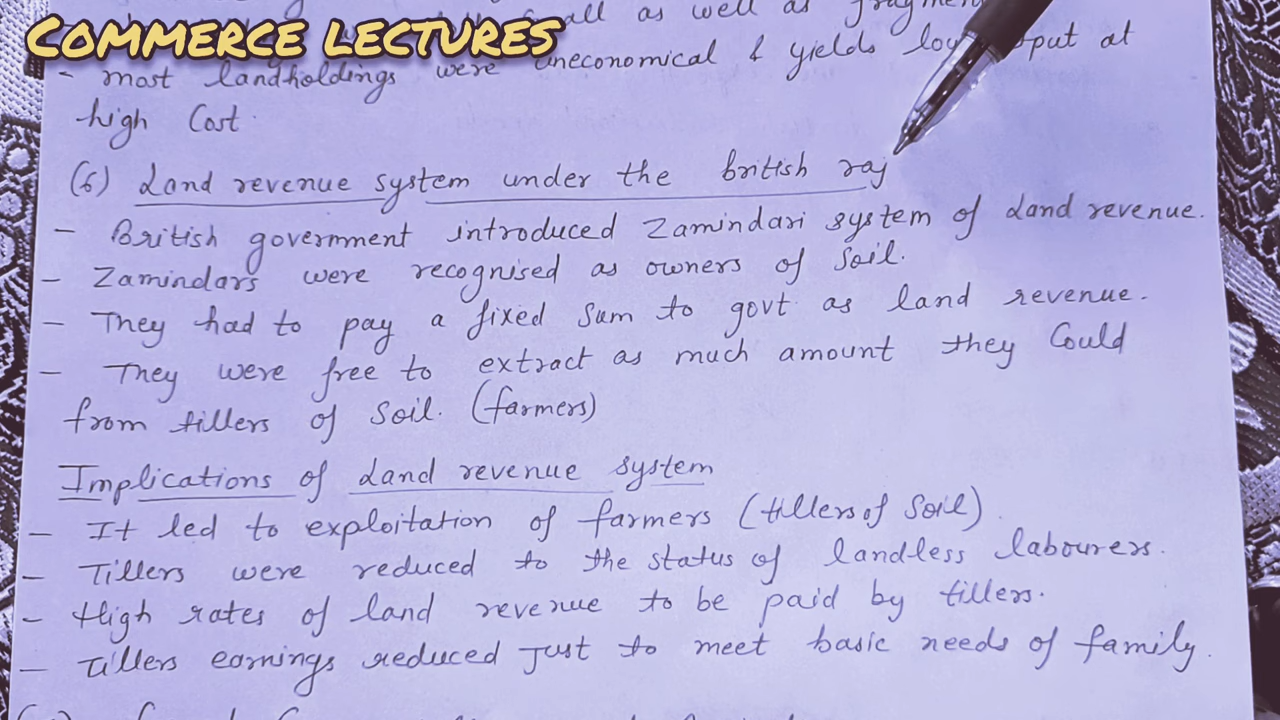 COMMERCE LECTURES
all as well as
- most landholdings were uneconomical & yields low at
high Cost.
(6) Land revenue system under the british raj
- British government introduced Zamindari system of Land revenue.
- Zamindars were recognised as owners of Soil.
- They had to pay a fixed sum to govt as land revenue.
- They were free to extract as much amount they Could
from tillers of Soil. (farmers)
Implications of Land revenue system
- It led to exploitation of farmers (tillers of Soil)
- Tillers were reduced to the status of landless labourers.
- High rates of land revenue to be paid by tillers.
- Tillers earnings reduced Just to meet basic needs of family.